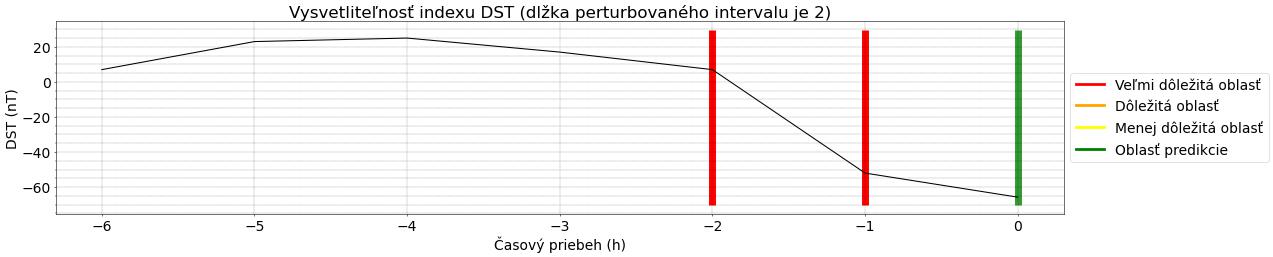 Vysvetliteľnosť indexu DST (dĺžka perturbovaného intervalu je 2)
DST (nT)
20
0
−20
−40
−60
−6 −5 −4 −3 −2 −1 0
Časový priebeh (h)
Veľmi dôležitá oblasť
Dôležitá oblasť
Menej dôležitá oblasť
Oblasť predikcie